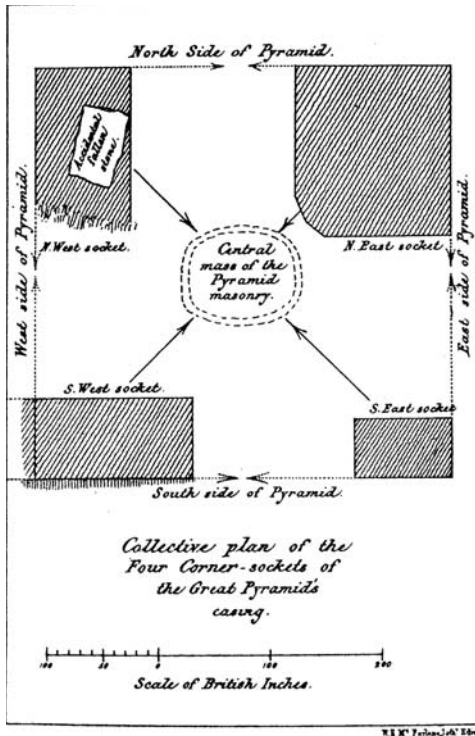 North Side of Pyramid.
Accidental
fallen
stone.
N. West socket.
N. East socket.
West side of Pyramid.
East side of Pyramid.
Central
mass of the
Pyramid
masonry.
S. West socket.
S. East socket
South side of Pyramid.
Collective plan of the
Four Corner-sockets of
the Great Pyramid's
casing.
100 50 0 100 200
Scale of British Inches.